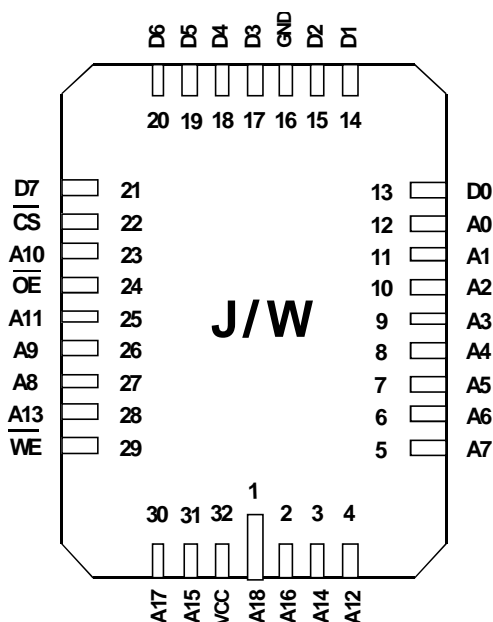 D6 D5 D4 D3 GND D2 D1
20 19 18 17 16 15 14
D7 21 13 D0
CS 22 12 A0
A10 23 11 A1
OE 24 10 A2
A11 25 9 A3
J/W
A9 26 8 A4
A8 27 7 A5
A13 28 6 A6
WE 29 5 A7
1
30 31 32 2 3 4
A17 A15 VCC A18 A16 A14 A12